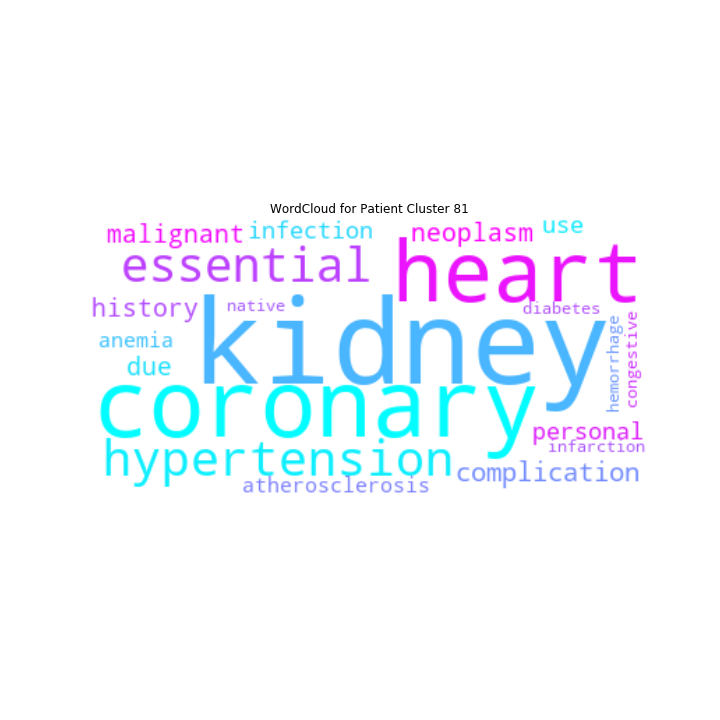 WordCloud for Patient Cluster 81
malignant
infection
neoplasm
use
essential
heart
history
native
kidney
diabetes
anemia
due
hemorrhage
congestive
coronary
personal
hypertension
infarction
complication
atherosclerosis